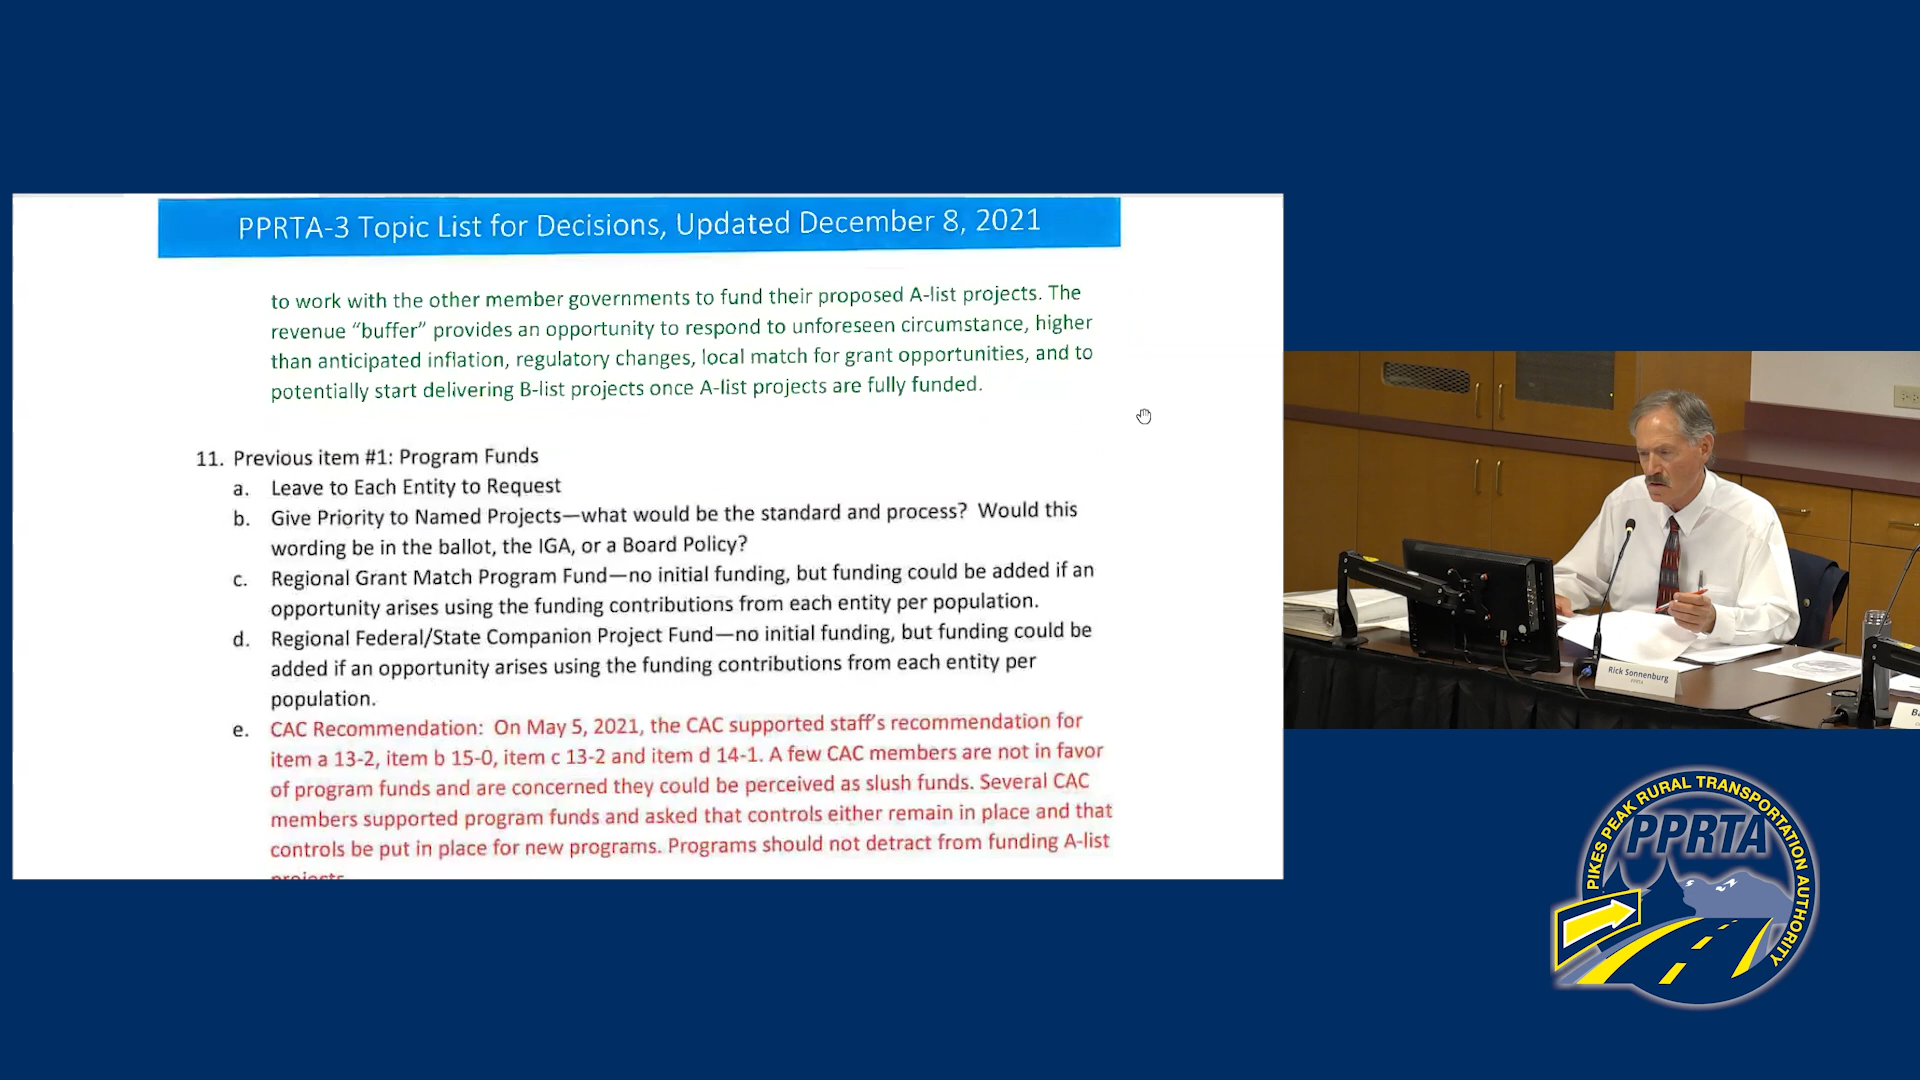 PPRTA-3 Topic List for Decisions, Updated December 8, 2021
to work with the other member governments to fund their proposed A-list projects. The
revenue “buffer” provides an opportunity to respond to unforeseen circumstance, higher
than anticipated inflation, regulatory changes, local match for grant opportunities, and to
potentially start delivering B-list projects once A-list projects are fully funded.
11. Previous item #1: Program Funds
a. Leave to Each Entity to Request
b. Give Priority to Named Projects—what would be the standard and process? Would this
wording be in the ballot, the IGA, or a Board Policy?
c. Regional Grant Match Program Fund—no initial funding, but funding could be added if an
opportunity arises using the funding contributions from each entity per population.
d. Regional Federal/State Companion Project Fund—no initial funding, but funding could be
added if an opportunity arises using the funding contributions from each entity per
population.
e. CAC Recommendation: On May 5, 2021, the CAC supported staff’s recommendation for
item a 13-2, item b 15-0, item c 13-2 and item d 14-1. A few CAC members are not in favor
of program funds and are concerned they could be perceived as slush funds. Several CAC
members supported program funds and asked that controls either remain in place and that
controls be put in place for new programs. Programs should not detract from funding A-list
projects
Rick Sonnenburg
PPRTA
PIKES PEAK RURAL TRANSPORTATION AUTHORITY
PPRTA